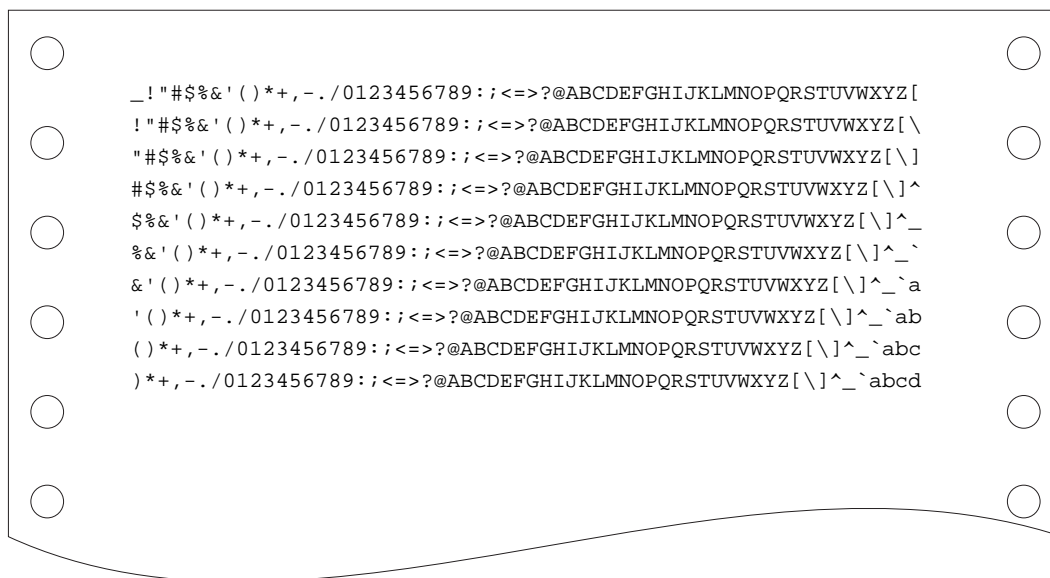 _!"#$%&'()*+,-./0123456789:;<=>?@ABCDEFGHIJKLMNOPQRSTUVWXYZ[
!"#$%&'()*+,-./0123456789:;<=>?@ABCDEFGHIJKLMNOPQRSTUVWXYZ[\
"#$%&'()*+,-./0123456789:;<=>?@ABCDEFGHIJKLMNOPQRSTUVWXYZ[\]
#$%&'()*+,-./0123456789:;<=>?@ABCDEFGHIJKLMNOPQRSTUVWXYZ[\]^
$%&'()*+,-./0123456789:;<=>?@ABCDEFGHIJKLMNOPQRSTUVWXYZ[\]^_
%&'()*+,-./0123456789:;<=>?@ABCDEFGHIJKLMNOPQRSTUVWXYZ[\]^_`
&'()*+,-./0123456789:;<=>?@ABCDEFGHIJKLMNOPQRSTUVWXYZ[\]^_`a
'()*+,-./0123456789:;<=>?@ABCDEFGHIJKLMNOPQRSTUVWXYZ[\]^_`ab
()*+,-./0123456789:;<=>?@ABCDEFGHIJKLMNOPQRSTUVWXYZ[\]^_`abc
)*+,-./0123456789:;<=>?@ABCDEFGHIJKLMNOPQRSTUVWXYZ[\]^_`abcd